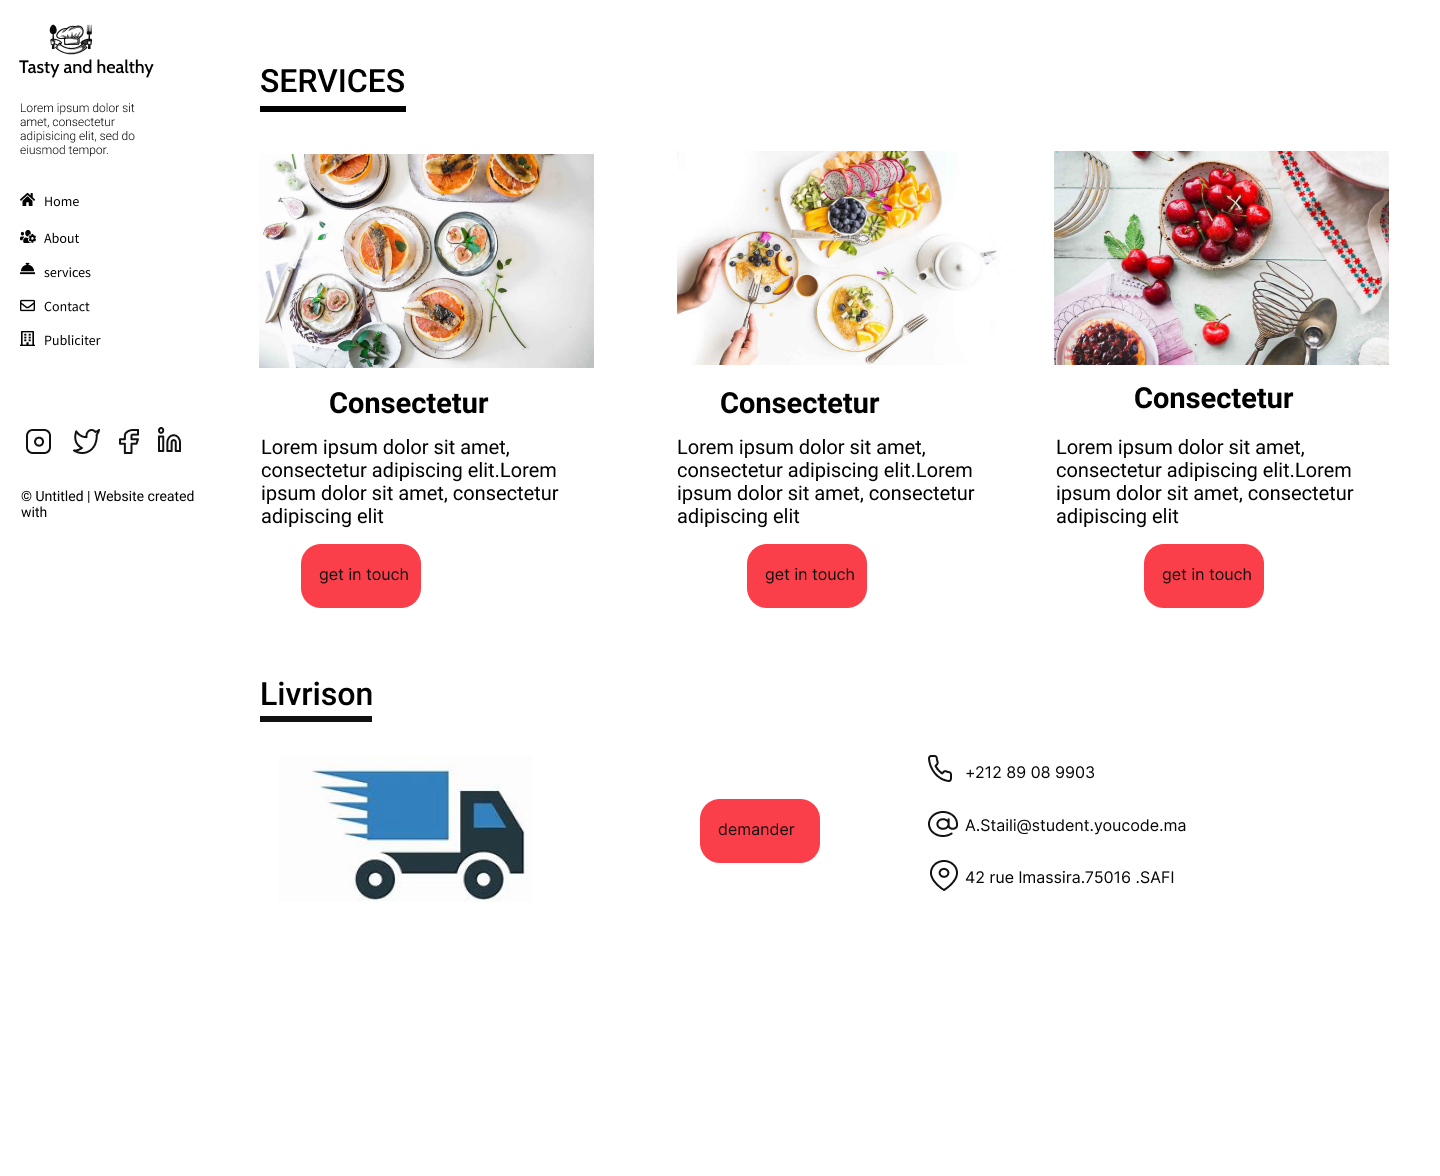 Tasty and healthy
Lorem ipsum dolor sit
amet, consectetur
adipisicing elit, sed do
eiusmod tempor.
Home
About
services
Contact
Publiciter
© Untitled | Website created
with
SERVICES
Consectetur
Lorem ipsum dolor sit amet,
consectetur adipiscing elit.Lorem
ipsum dolor sit amet, consectetur
adipiscing elit
get in touch
Consectetur
Lorem ipsum dolor sit amet,
consectetur adipiscing elit.Lorem
ipsum dolor sit amet, consectetur
adipiscing elit
get in touch
Consectetur
Lorem ipsum dolor sit amet,
consectetur adipiscing elit.Lorem
ipsum dolor sit amet, consectetur
adipiscing elit
get in touch
Livrison
demander
+212 89 08 9903
A.Staili@student.youcode.ma
42 rue lmassira.75016 .SAFI